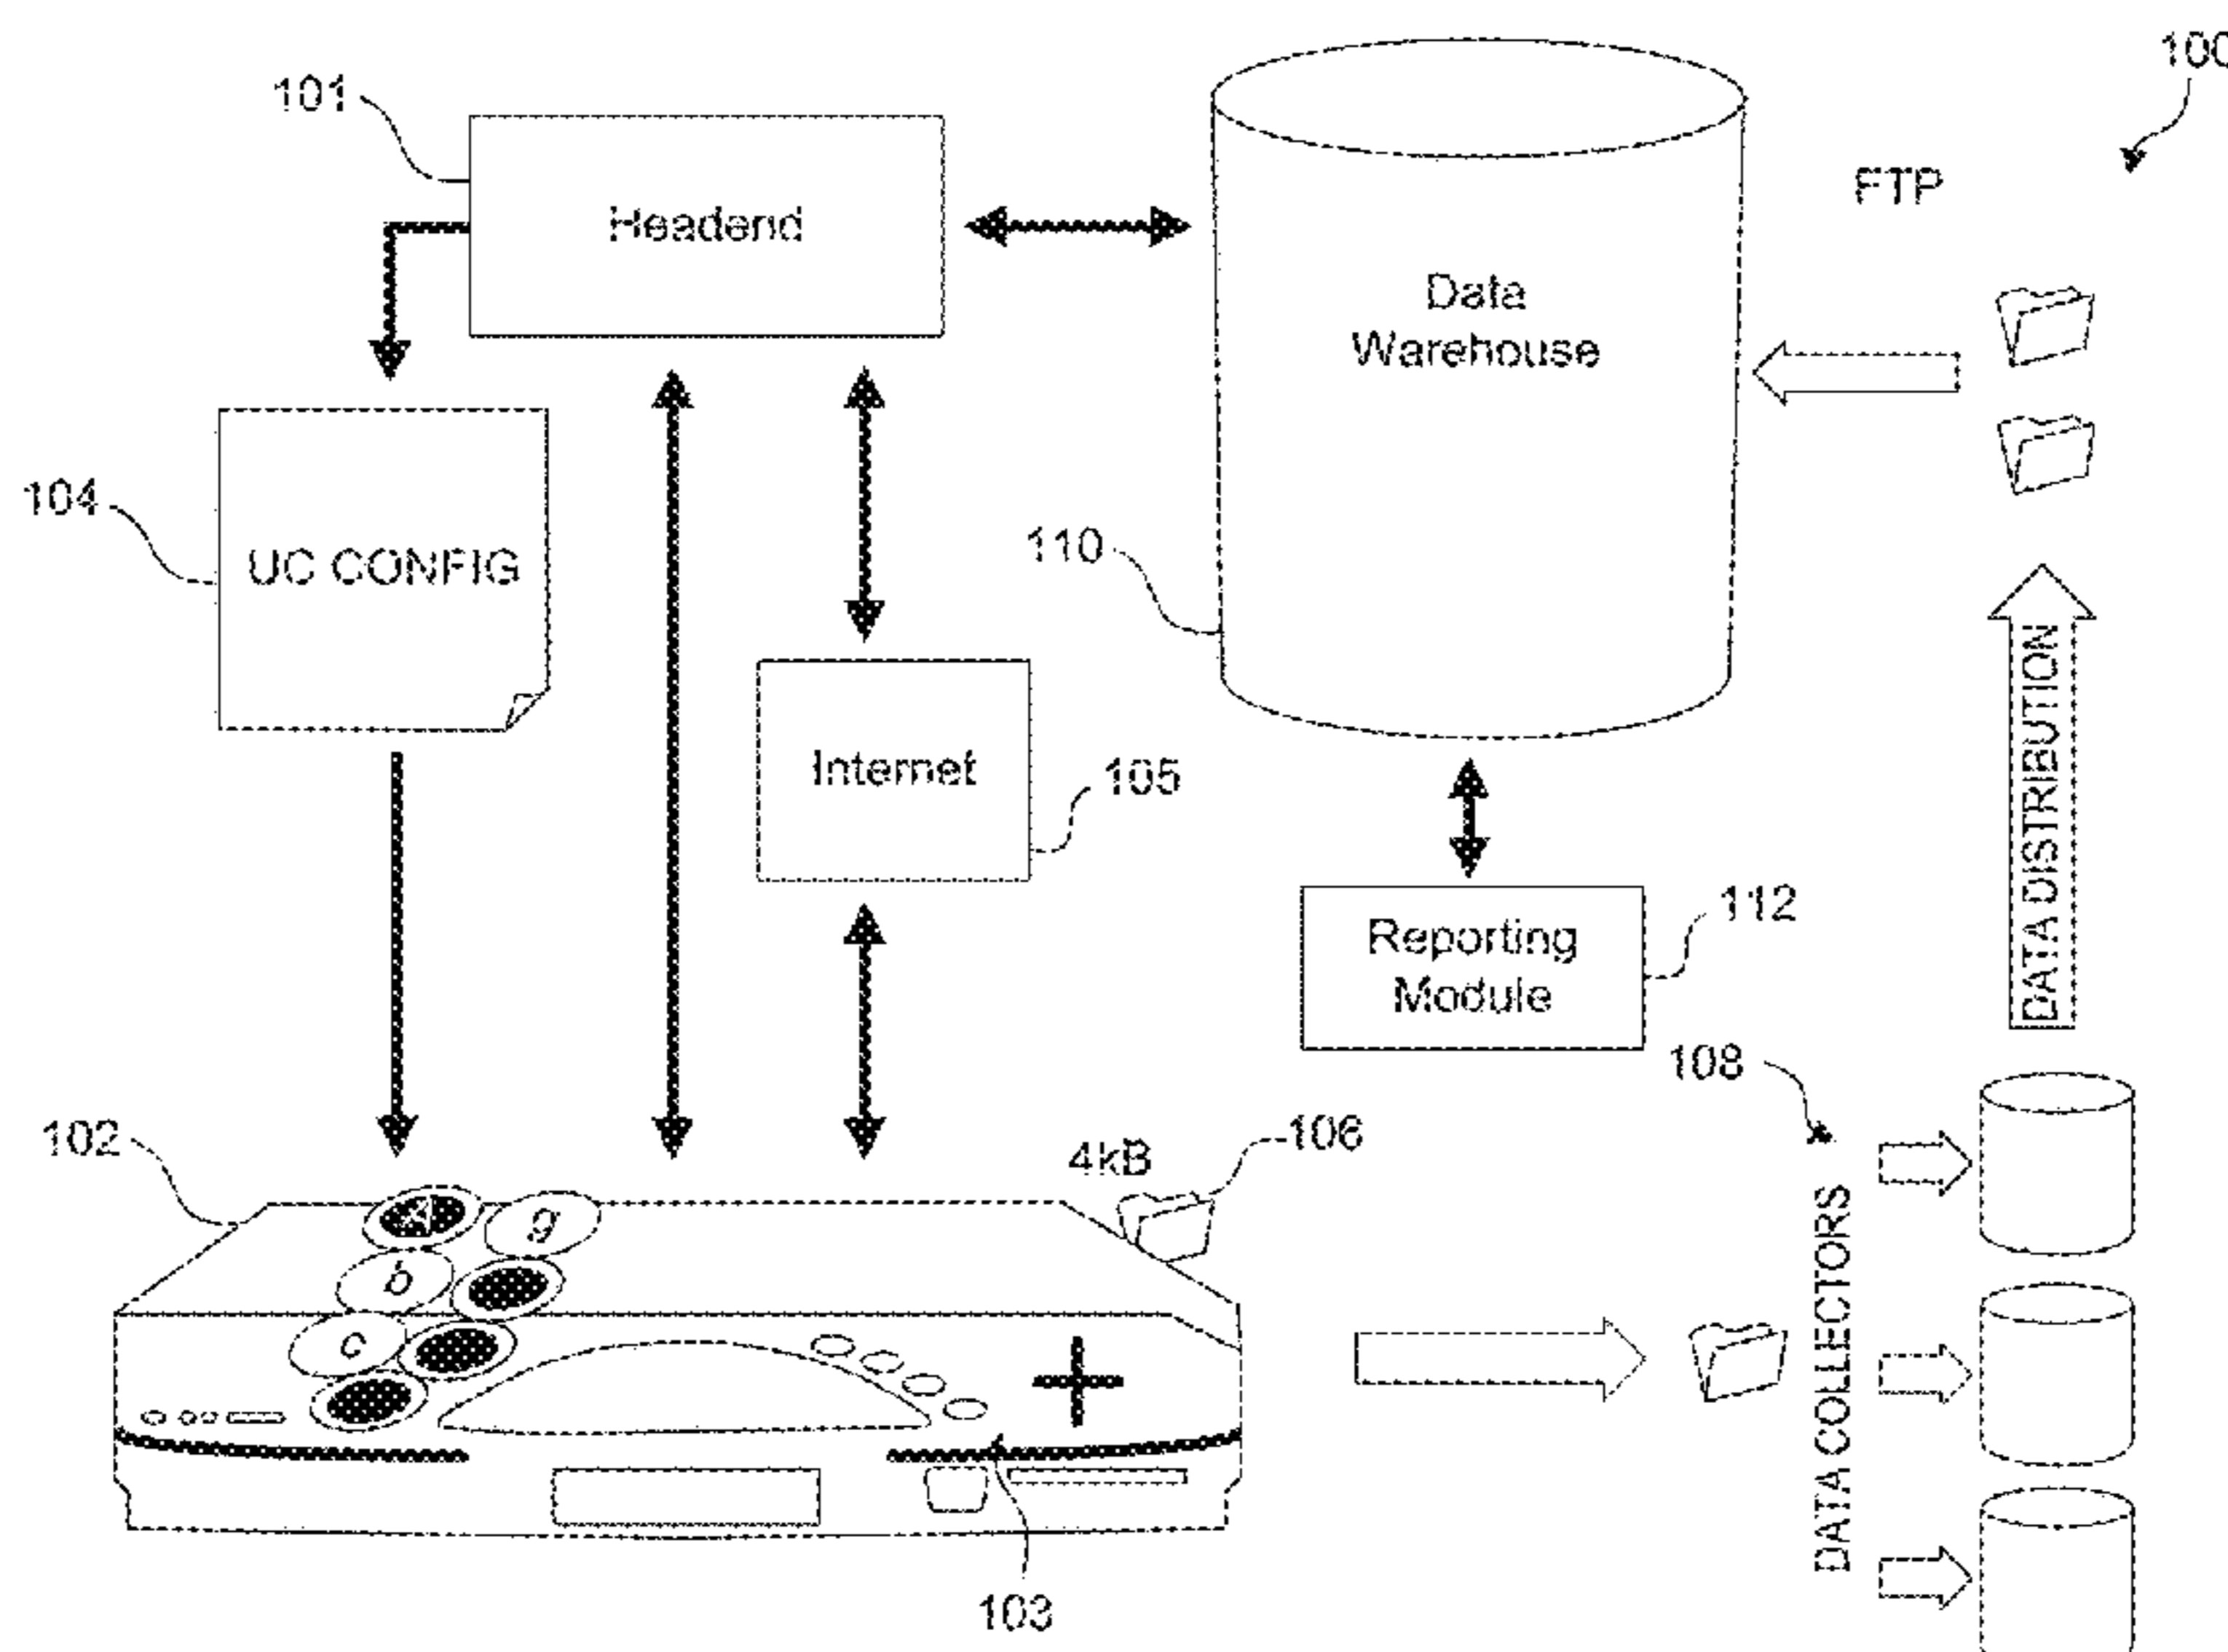 100
101
Headend
FTP
Data
Warehouse
104
UC CONFIG
110
Internet
105
DATA DISTRIBUTION
112
Reporting
Module
108
102
4kB
106
g
b
c
DATA COLLECTORS
103